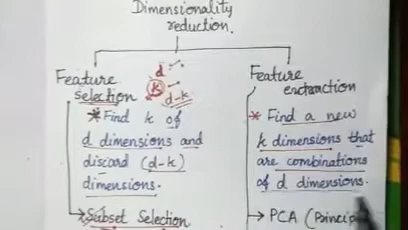 Dimensionality
reduction.
d
k
d-k
Feature
selection
* Find k of
d dimensions and
discard (d-k)
dimensions.
→ Subset Selection
Feature
extraction
* Find a new
k dimensions that
are combinations
of d dimensions.
→ PCA (Princip